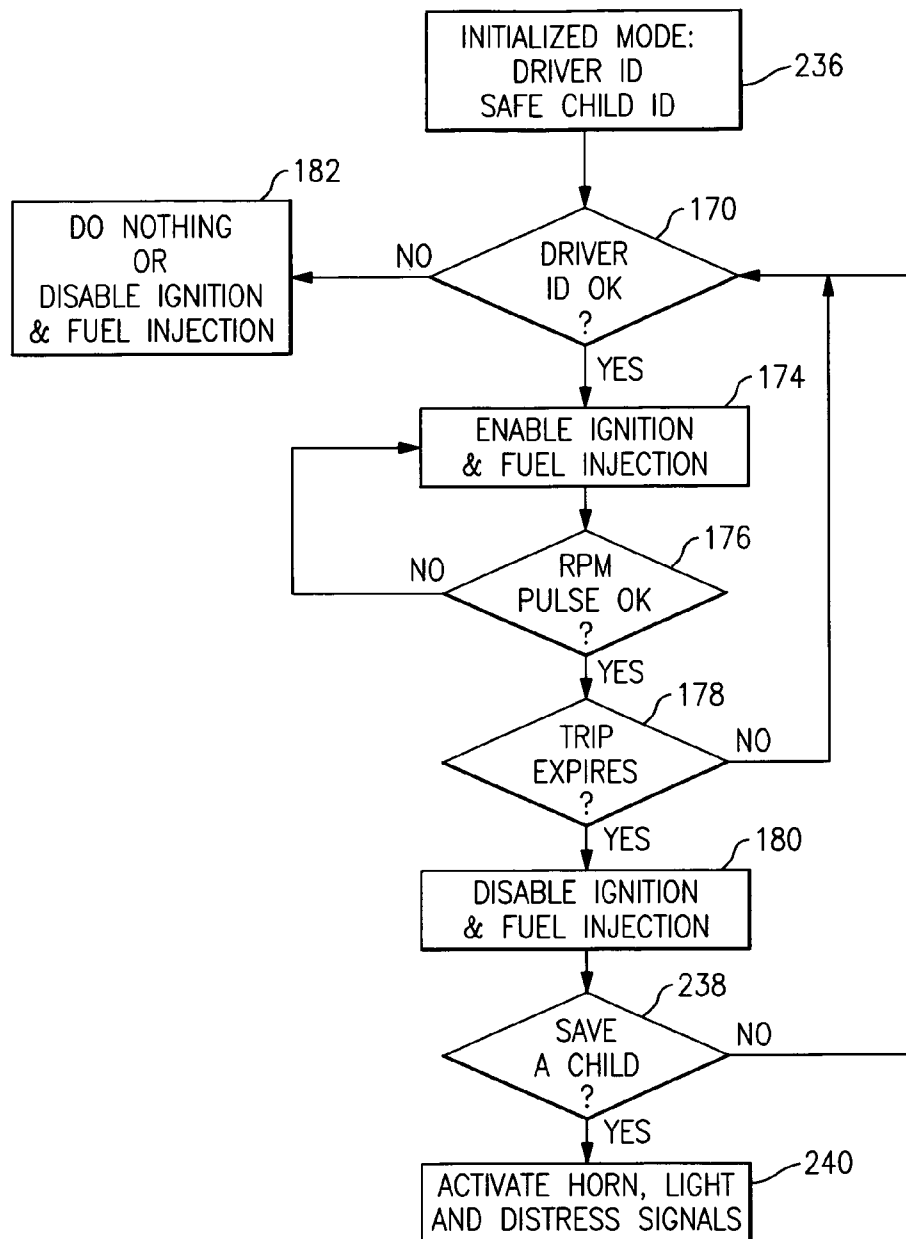 INITIALIZED MODE:
DRIVER ID
SAFE CHILD ID
236
182
DO NOTHING
OR
DISABLE IGNITION
& FUEL INJECTION
NO
170
DRIVER
ID OK
?
YES
174
ENABLE IGNITION
& FUEL INJECTION
NO
176
RPM
PULSE OK
?
YES
178
TRIP
EXPIRES
?
NO
YES
180
DISABLE IGNITION
& FUEL INJECTION
238
SAVE
A CHILD
?
NO
YES
240
ACTIVATE HORN, LIGHT
AND DISTRESS SIGNALS